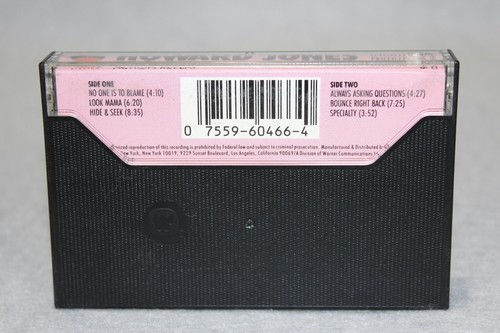 HOWARD JONES
SIDE ONE
NO ONE IS TO BLAME (4:10)
LOOK MAMA (6:20)
HIDE & SEEK (8:35)
0 7559-60466-4
SIDE TWO
ALWAYS ASKING QUESTIONS (4:27)
BOUNCE RIGHT BACK (7:25)
SPECIALTY (3:52)
reproduction of this recording is prohibited by Federal law and subject to criminal prosecution. Manufactured & Distributed
New York, New York 10019, 9229 Sunset Boulevard, Los Angeles, California 90069/A Division of Warner Communications